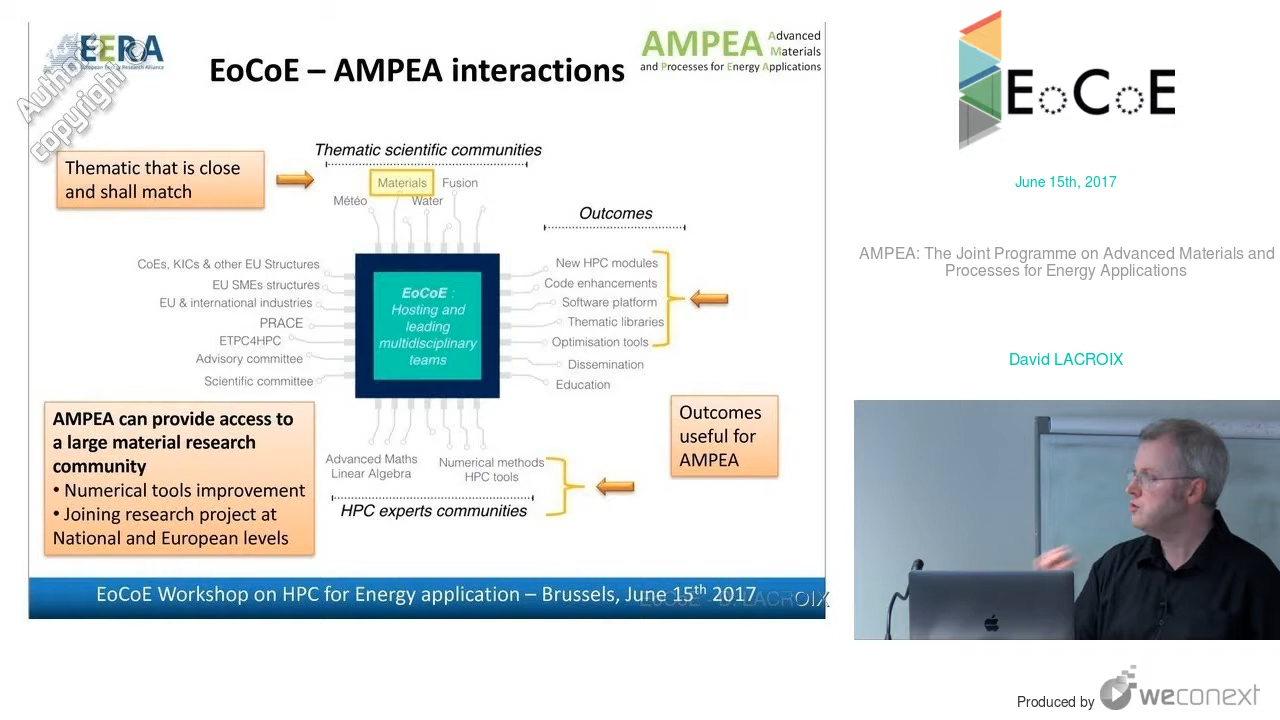 EERA
European Energy Research Alliance
Author's
copyright ©
EoCoE – AMPEA interactions
AMPEA Advanced
Materials
and Processes for Energy Applications
Thematic that is close
and shall match
Thematic scientific communities
Materials
Fusion
Météo
Water
Outcomes
CoEs, KICs & other EU Structures
EU SMEs structures
EU & international industries
PRACE
ETPC4HPC
Advisory committee
Scientific committee
EoCoE :
Hosting and
leading
multidisciplinary
teams
New HPC modules
Code enhancements
Software platform
Thematic libraries
Optimisation tools
Dissemination
Education
AMPEA can provide access to
a large material research
community
• Numerical tools improvement
• Joining research project at
National and European levels
Advanced Maths
Linear Algebra
Numerical methods
HPC tools
HPC experts communities
Outcomes
useful for
AMPEA
EoCoE Workshop on HPC for Energy application – Brussels, June 15th 2017
EoCoE - D. LACROIX
EoCoE
June 15th, 2017
AMPEA: The Joint Programme on Advanced Materials and
Processes for Energy Applications
David LACROIX
Produced by weconext